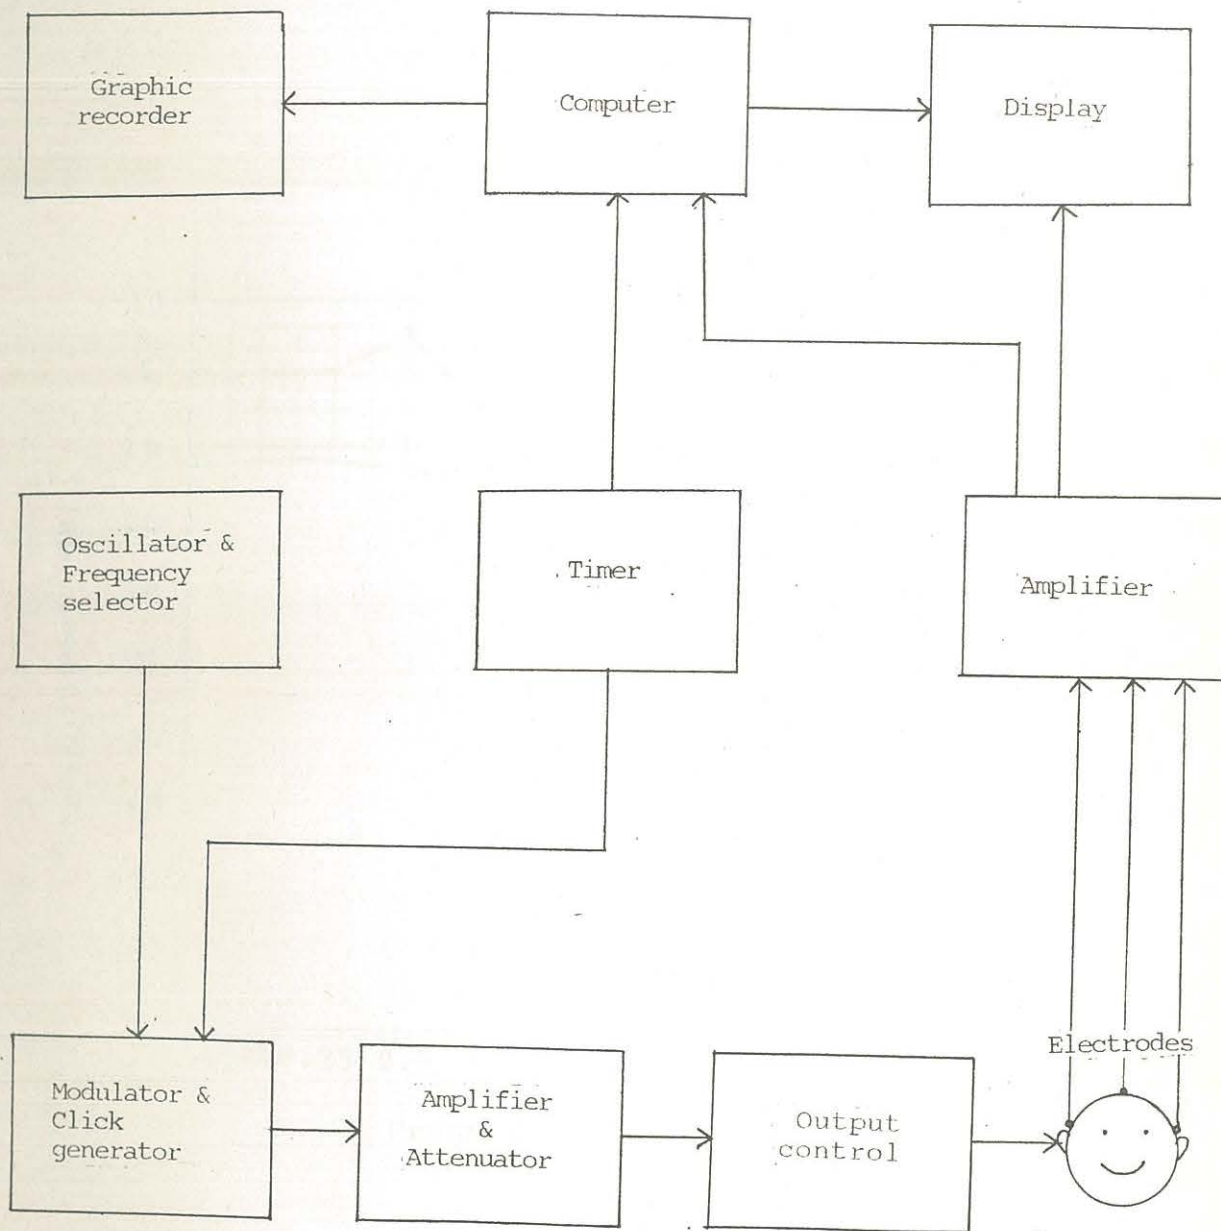 Graphic
recorder
Computer
Display
Oscillator &
Frequency
selector
Timer
Amplifier
Electrodes
Modulator &
Click
generator
Amplifier
&
Attenuator
Output
control